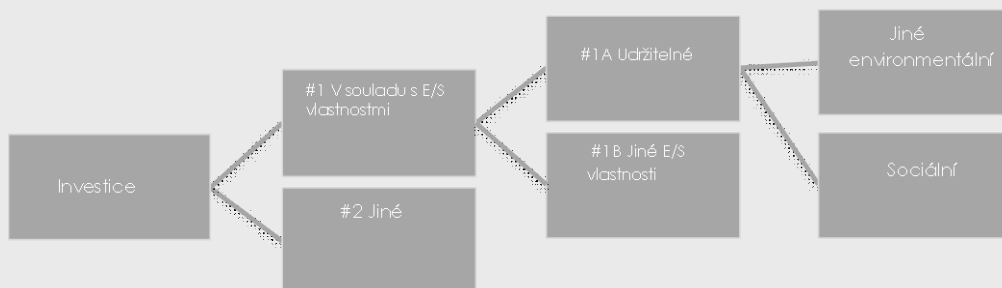 Investice
#1 V souladu s E/S
vlastnostmi
#2 Jiné
#1A Udržitelné
#1B Jiné E/S
vlastnosti
Jiné
environmentální
Sociální